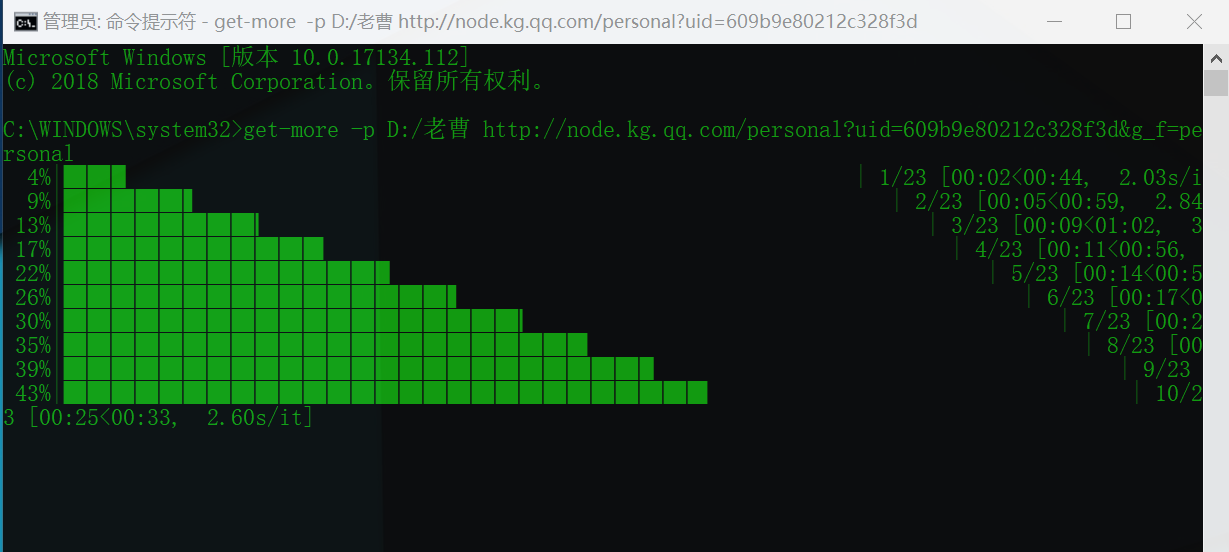 管理员: 命令提示符 - get-more -p D:/老曹 http://node.kg.qq.com/personal?uid=609b9e80212c328f3d
Microsoft Windows [版本 10.0.17134.112]
(c) 2018 Microsoft Corporation。保留所有权利。
C:\WINDOWS\system32>get-more -p D:/老曹 http://node.kg.qq.com/personal?uid=609b9e80212c328f3d&g_f=pe
rsonal
4%| | 1/23 [00:02<00:44, 2.03s/i
9%| | 2/23 [00:05<00:59, 2.84
13%| | 3/23 [00:09<01:02, 3
17%| | 4/23 [00:11<00:56,
22%| | 5/23 [00:14<00:5
26%| | 6/23 [00:17<0
30%| | 7/23 [00:2
35%| | 8/23 [00
39%| | 9/23
43%| | 10/2
3 [00:25<00:33, 2.60s/it]